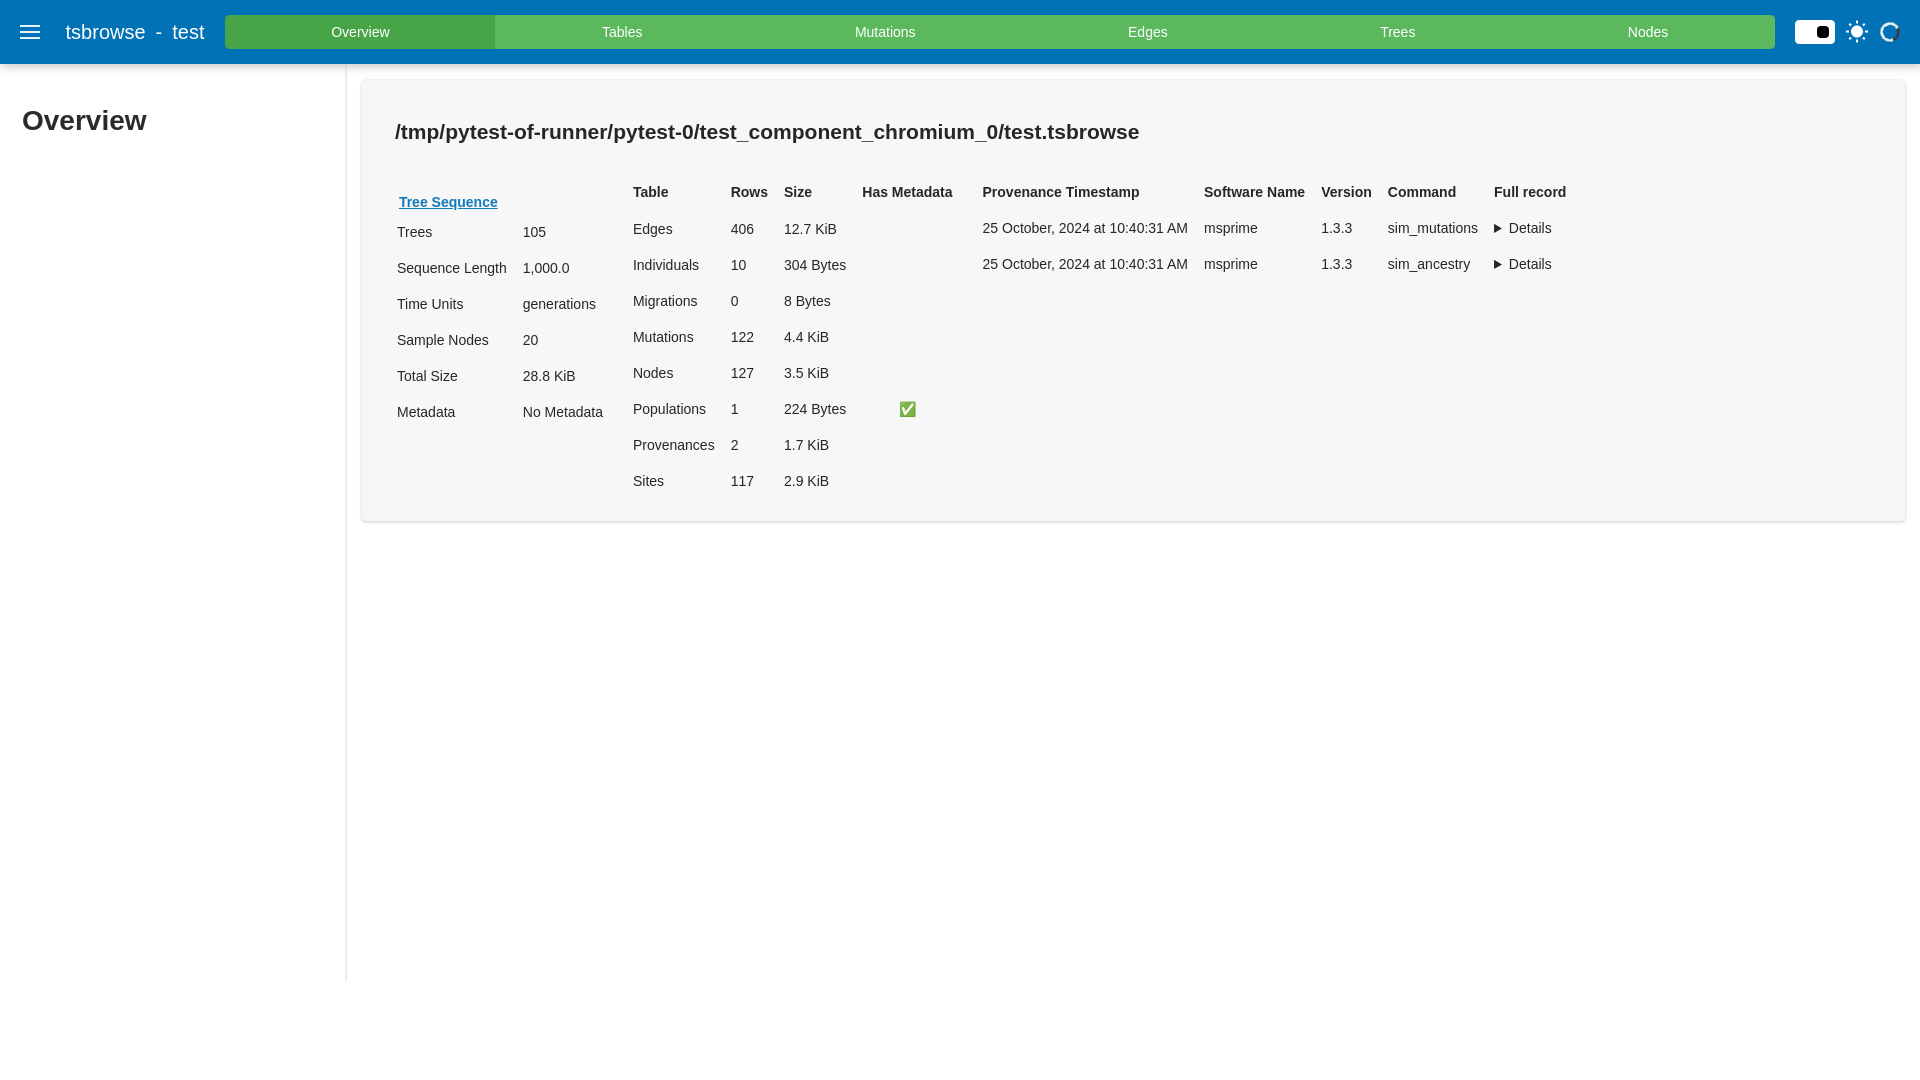 tsbrowse - test
Overview Tables Mutations Edges Trees Nodes
Overview
/tmp/pytest-of-runner/pytest-0/test_component_chromium_0/test.tsbrowse
Tree Sequence
Trees 105
Sequence Length 1,000.0
Time Units generations
Sample Nodes 20
Total Size 28.8 KiB
Metadata No Metadata
Table Rows Size Has Metadata
Edges 406 12.7 KiB
Individuals 10 304 Bytes
Migrations 0 8 Bytes
Mutations 122 4.4 KiB
Nodes 127 3.5 KiB
Populations 1 224 Bytes ✅
Provenances 2 1.7 KiB
Sites 117 2.9 KiB
Provenance Timestamp Software Name Version Command Full record
25 October, 2024 at 10:40:31 AM msprime 1.3.3 sim_mutations ▶ Details
25 October, 2024 at 10:40:31 AM msprime 1.3.3 sim_ancestry ▶ Details